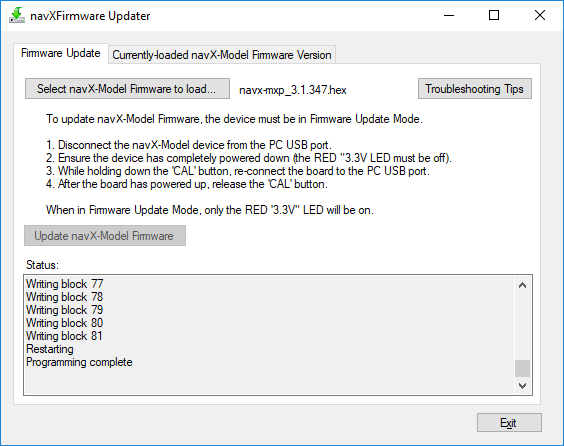 navXFirmware Updater
Firmware Update
Currently-loaded navX-Model Firmware Version
Select navX-Model Firmware to load...
navx-mxp_3.1.347.hex
Troubleshooting Tips
To update navX-Model Firmware, the device must be in Firmware Update Mode.
1. Disconnect the navX-Model device from the PC USB port.
2. Ensure the device has completely powered down (the RED "3.3V LED must be off).
3. While holding down the 'CAL' button, re-connect the board to the PC USB port.
4. After the board has powered up, release the 'CAL' button.
When in Firmware Update Mode, only the RED '3.3V" LED will be on.
Update navX-Model Firmware
Status:
Writing block 77
Writing block 78
Writing block 79
Writing block 80
Writing block 81
Restarting
Programming complete
Exit